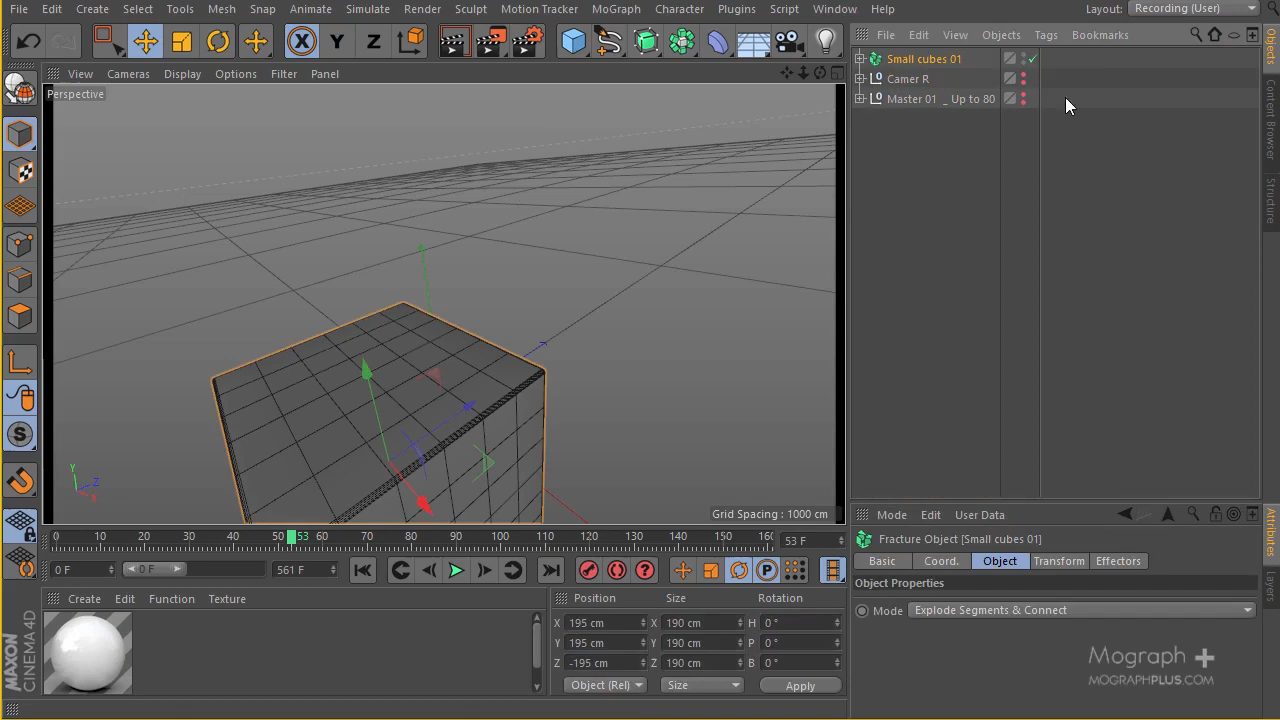 File Edit Create Select Tools Mesh Snap Animate Simulate Render Sculpt Motion Tracker MoGraph Character Plugins Script Window Help Layout: Recording (User)
File Edit View Objects Tags Bookmarks
View Cameras Display Options Filter Panel
Perspective
Small cubes 01
Camer R
Master 01 _ Up to 80
Objects
Content Browser
Structure
Y
Z
X
Grid Spacing : 1000 cm
0 10 20 30 40 50 53 60 70 80 90 100 110 120 130 140 150 160 53 F
0 F 0 F 561 F
Create Edit Function Texture
Position Size Rotation
X 195 cm X 190 cm H 0 °
Y 195 cm Y 190 cm P 0 °
Z -195 cm Z 190 cm B 0 °
Object (Rel) Size Apply
Mode Edit User Data
Fracture Object [Small cubes 01]
Basic Coord. Object Transform Effectors
Object Properties
Mode Explode Segments & Connect
Attributes
Layers
Mograph +
MOGRAPHPLUS.COM
MAXON
CINEMA 4D